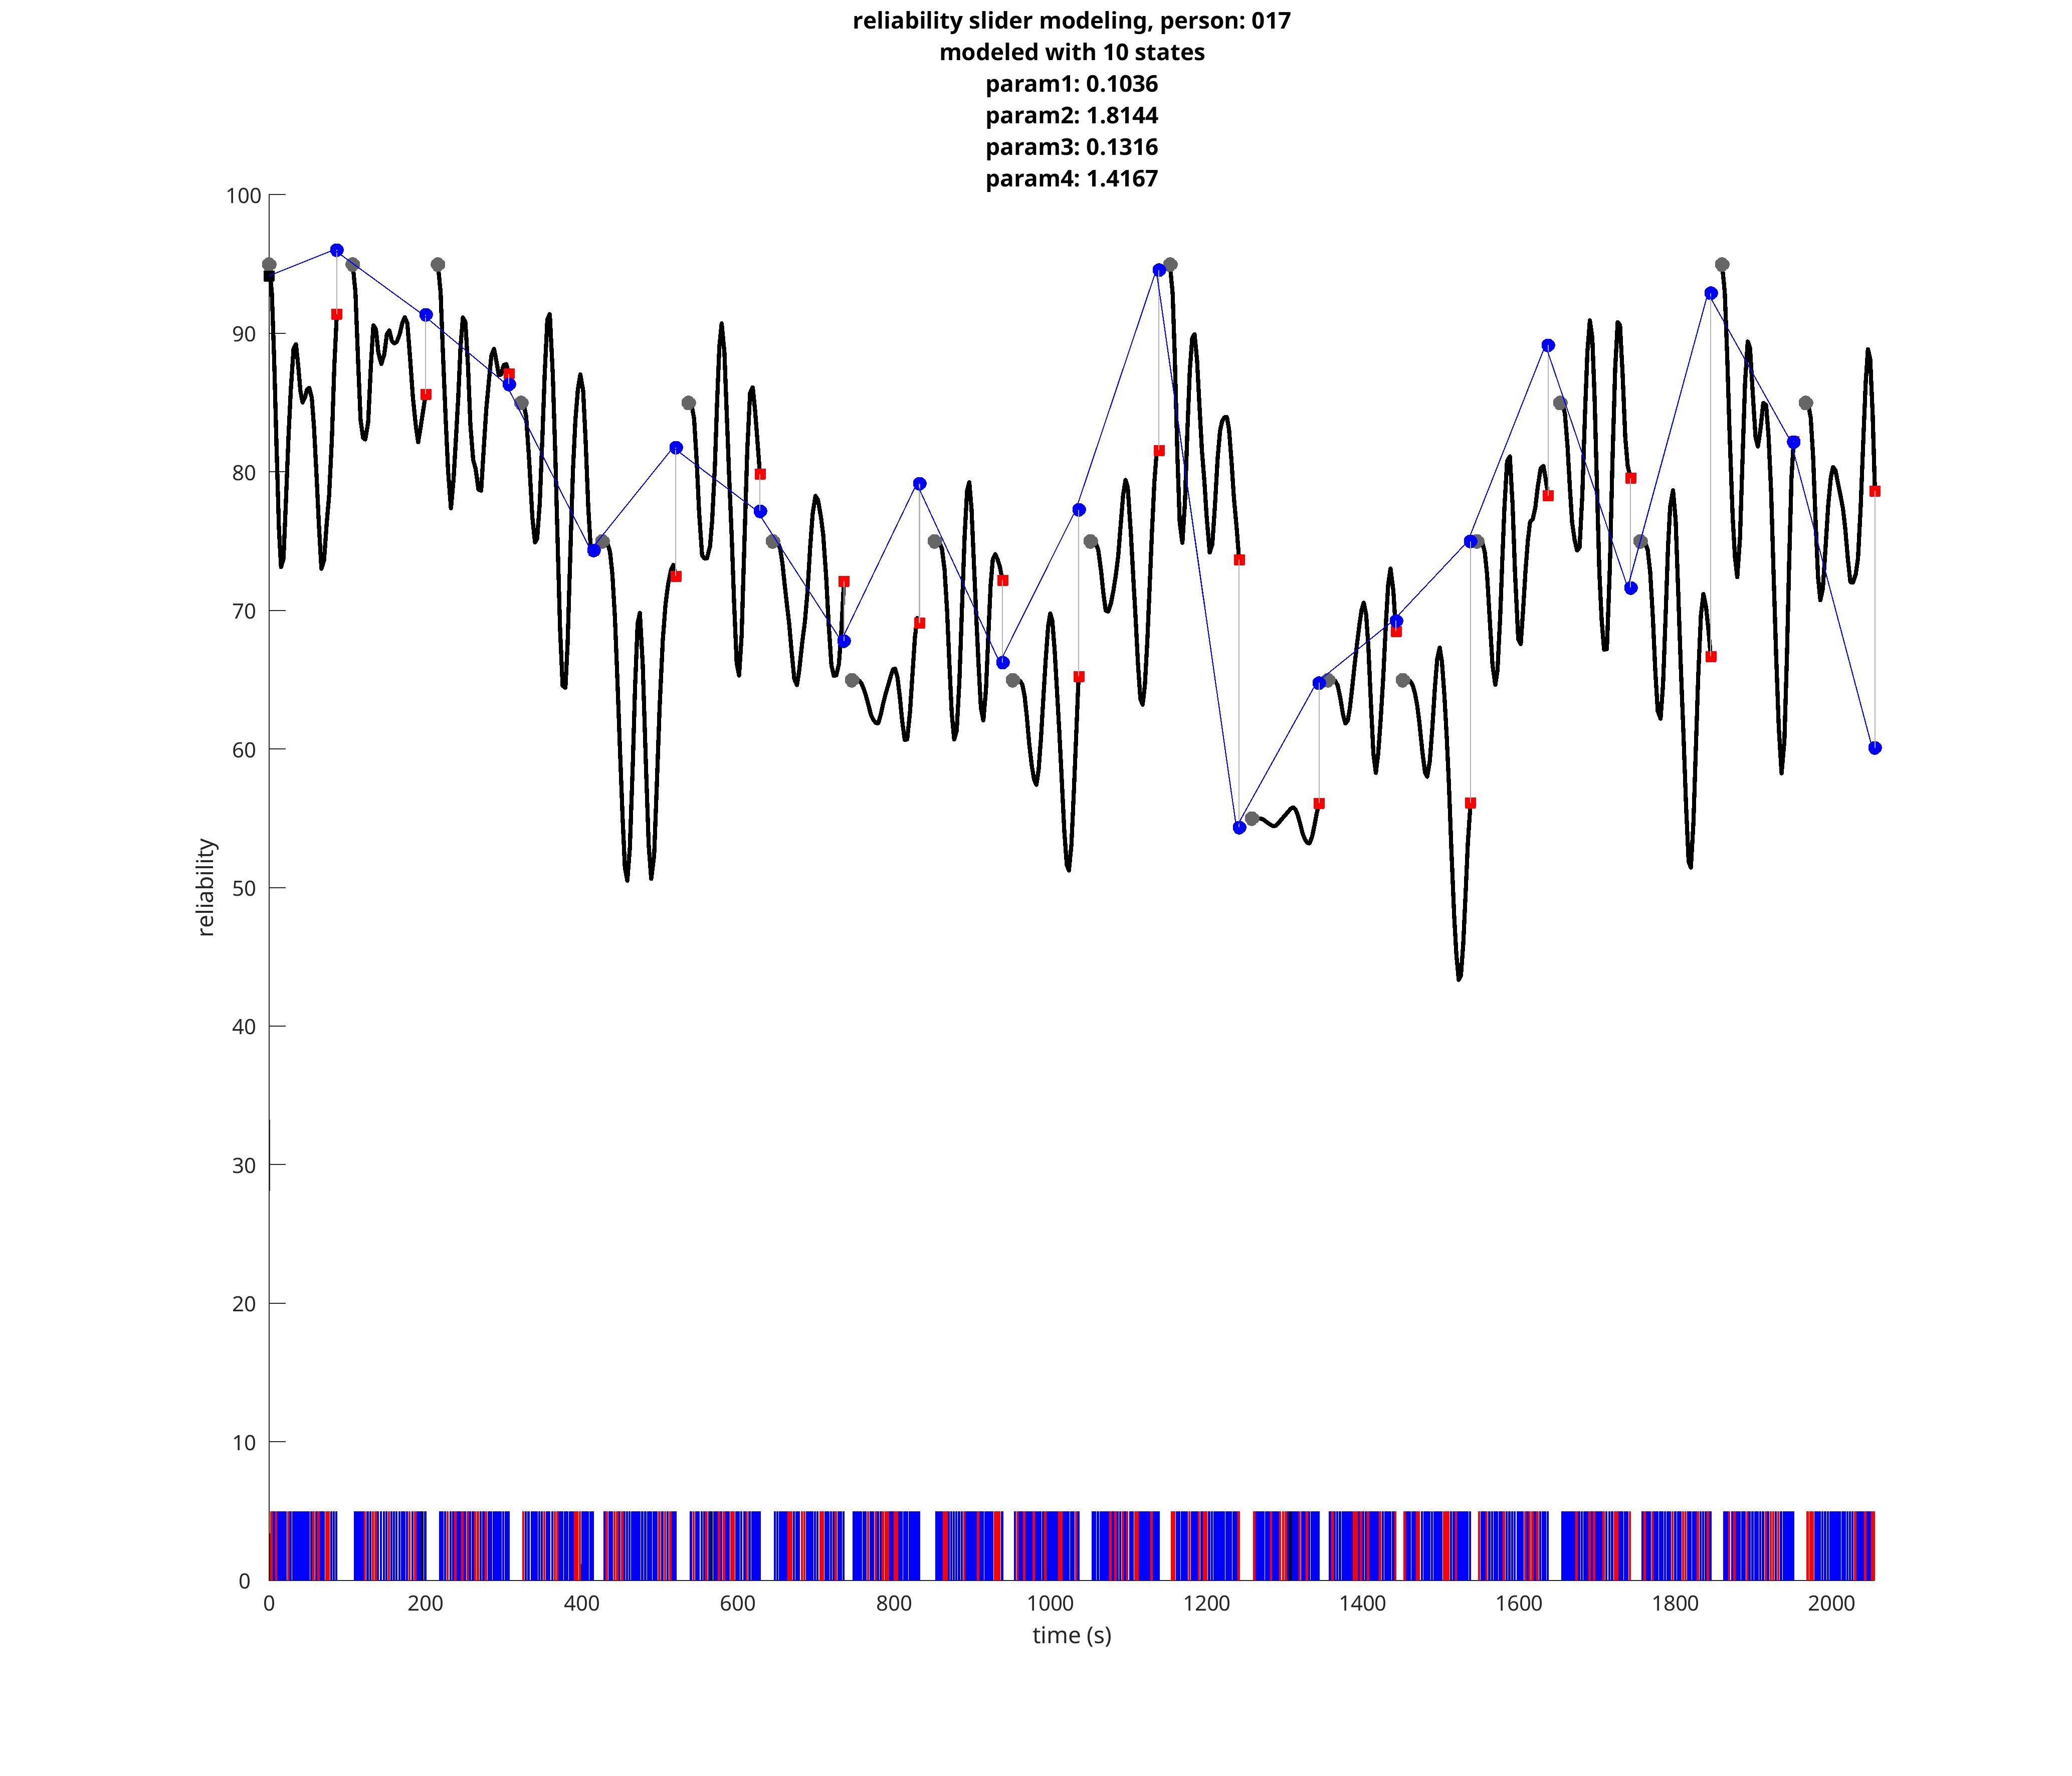 reliability slider modeling, person: 017
modeled with 10 states
param1: 0.1036
param2: 1.8144
param3: 0.1316
param4: 1.4167
100
90
80
70
60
50
40
30
20
10
0
reliability
0 200 400 600 800 1000 1200 1400 1600 1800 2000
time (s)